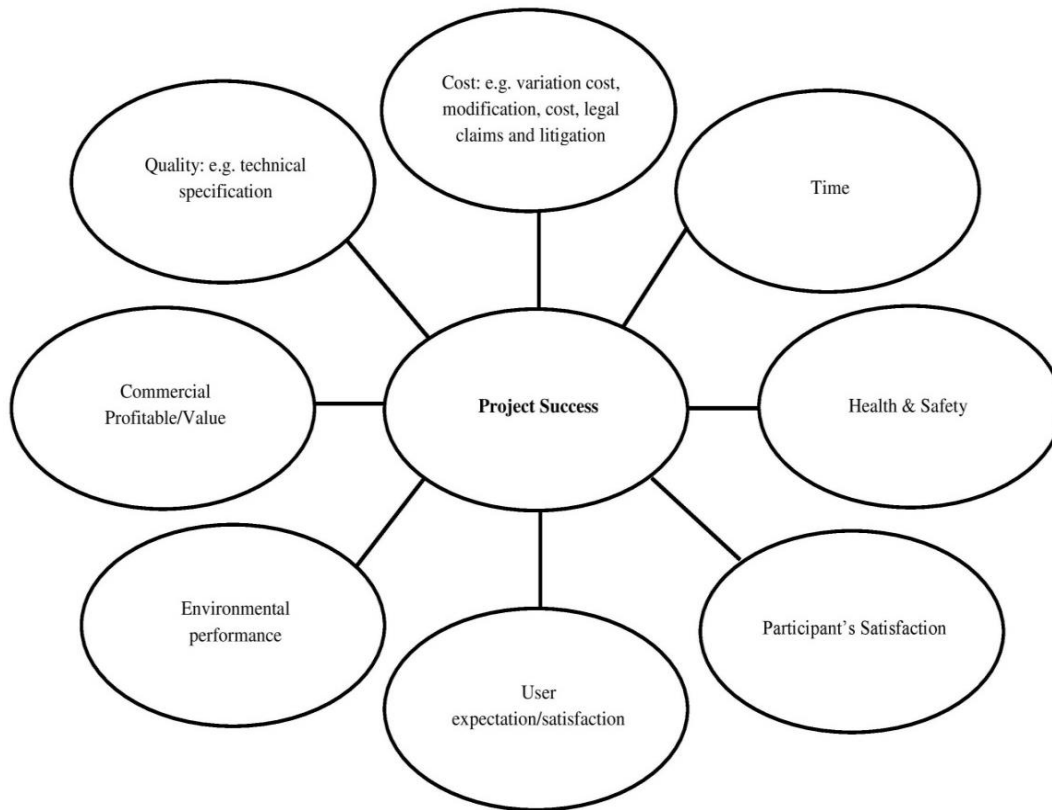 Cost: e.g. variation cost,
modification, cost, legal
claims and litigation
Quality: e.g. technical
specification
Time
Commercial
Profitable/Value
Project Success
Health & Safety
Environmental
performance
Participant's Satisfaction
User
expectation/satisfaction